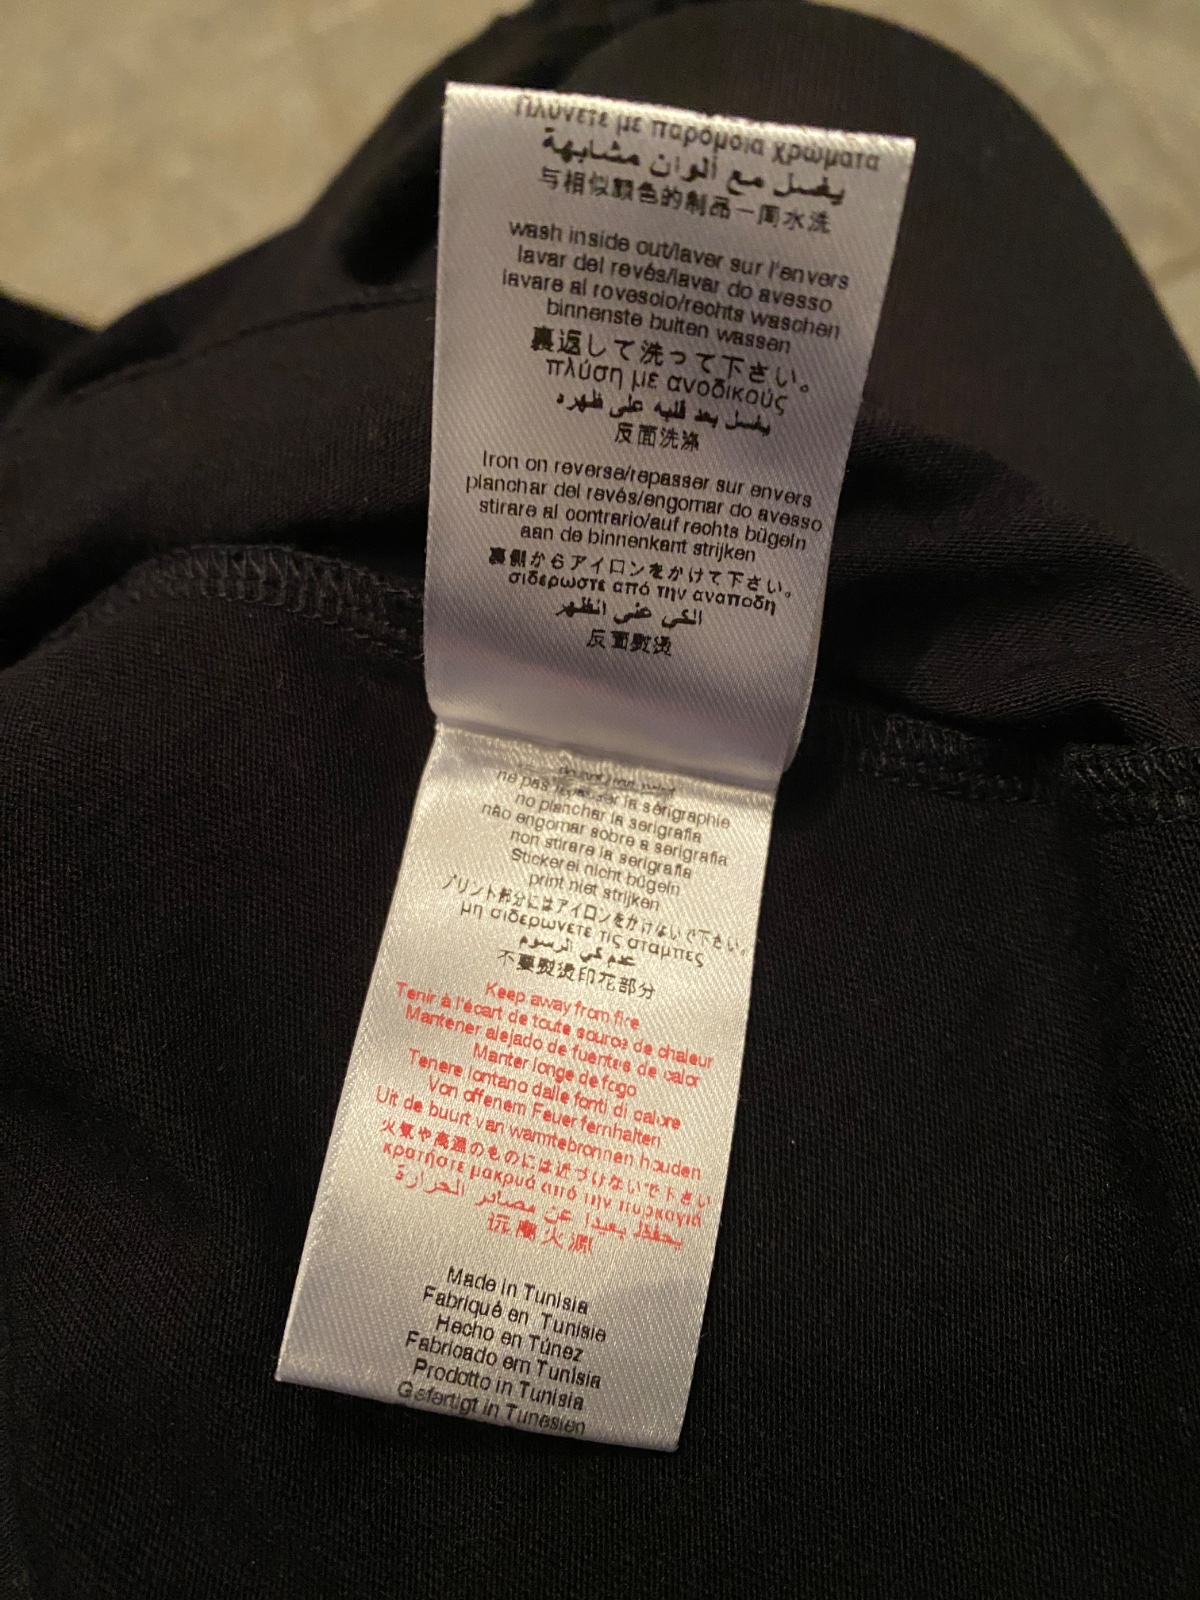 Πλύνετε με παρόμοια χρώματα
يغسل مع ألوان مشابهة
与相似顔色的制品一同水洗
wash inside out/laver sur l'envers
lavar del revés/lavar do avesso
lavare al rovescio/rechts waschen
binnenste buiten wassen
裏返して洗って下さい。
πλύση με ανοδικούς
يغسل بعد قلبه على ظهره
反面洗涤
Iron on reverse/repasser sur envers
planchar del revés/engomar do avesso
stirare al contrario/auf rechts bügeln
aan de binnenkant strijken
裏側からアイロンをかけて下さい。
σιδερωστε από την αναποδη
الكي على الظهر
反面熨烫
ne pas repasser la sérigraphie
no planchar la serigrafia
não engomar sobre a serigrafia
non stirare la serigrafia
Stickerei nicht bügeln
print niet strijken
プリント部分にはアイロンをかけないで下さい。
μη σιδερωνετε τις σταμπες
عدم كي الرسوم
不要熨烫印花部分
Keep away from fire
Tenir à l'écart de toute source de chaleur
Mantener alejado de fuentes de calor
Manter longe de fogo
Tenere lontano dalle fonti di calore
Von offenem Feuer fernhalten
Uit de buurt van warmtebronnen houden
火気や高温のものには近づけないで下さい
κρατήστε μακρυά από την πυρκαγιά
يحفظ بعيدا عن مصادر الحرارة
远离火源
Made in Tunisia
Fabriqué en Tunisie
Hecho en Túnez
Fabricado em Tunísia
Prodotto in Tunisia
Gefertigt in Tunesien